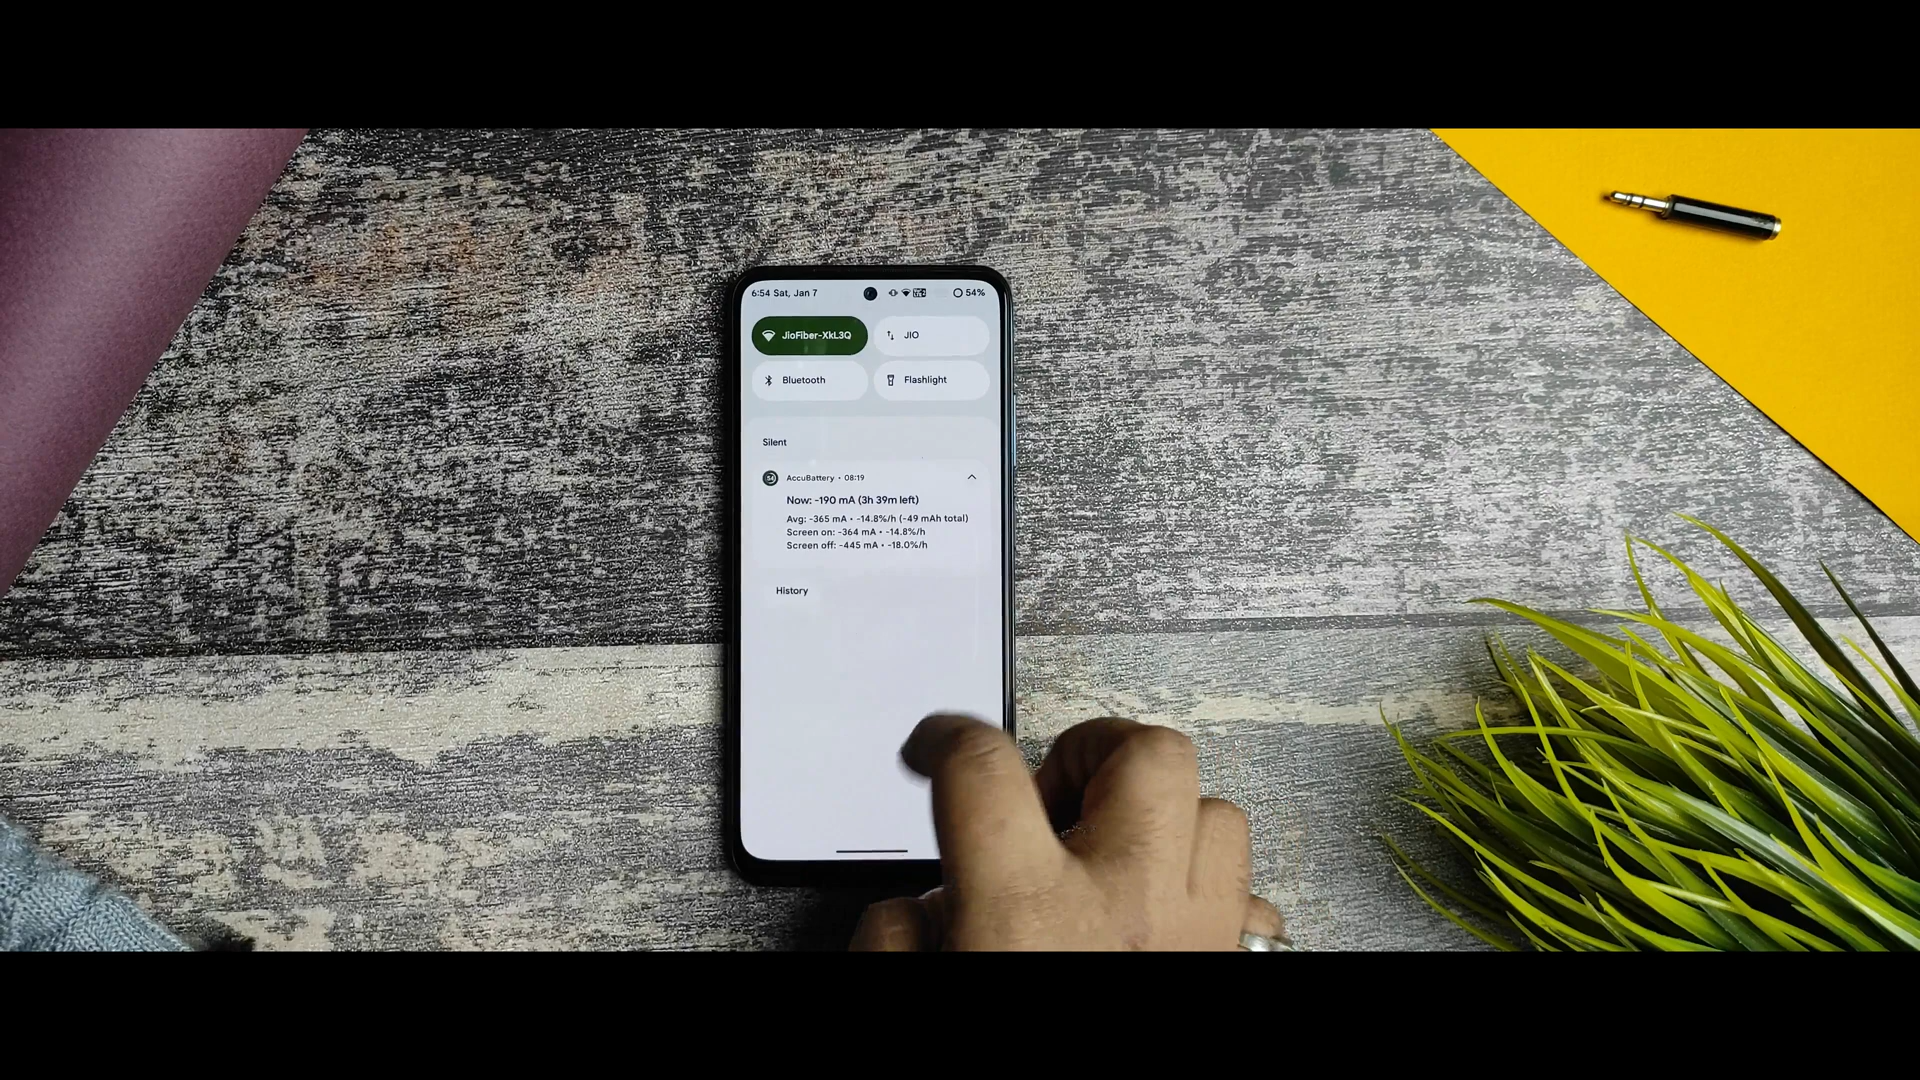 6:54 Sat, Jan 7
54%
JioFiber-XkL3Q
JIO
Bluetooth
Flashlight
Silent
AccuBattery • 08:19
Now: -190 mA (3h 39m left)
Avg: -365 mA • -14.8%/h (-49 mAh total)
Screen on: -364 mA • -14.8%/h
Screen off: -445 mA • -18.0%/h
History